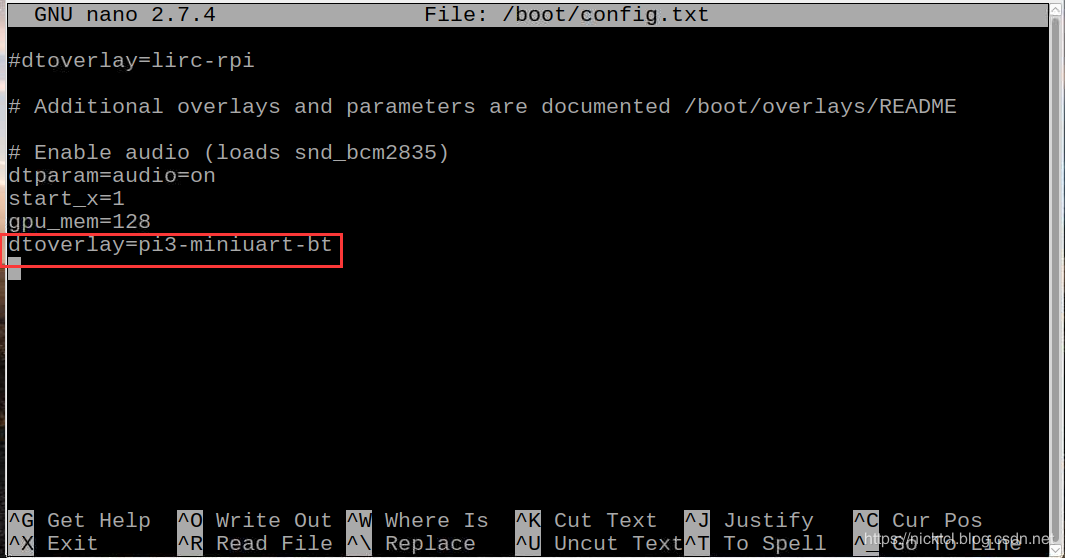 GNU nano 2.7.4 File: /boot/config.txt
#dtoverlay=lirc-rpi
# Additional overlays and parameters are documented /boot/overlays/README
# Enable audio (loads snd_bcm2835)
dtparam=audio=on
start_x=1
gpu_mem=128
dtoverlay=pi3-miniuart-bt
^G Get Help ^O Write Out ^W Where Is ^K Cut Text ^J Justify ^C Cur Pos
^X Exit ^R Read File ^\ Replace ^U Uncut Text^T To Spell ^_ Go To Line
https://nicktol.blog.csdn.net